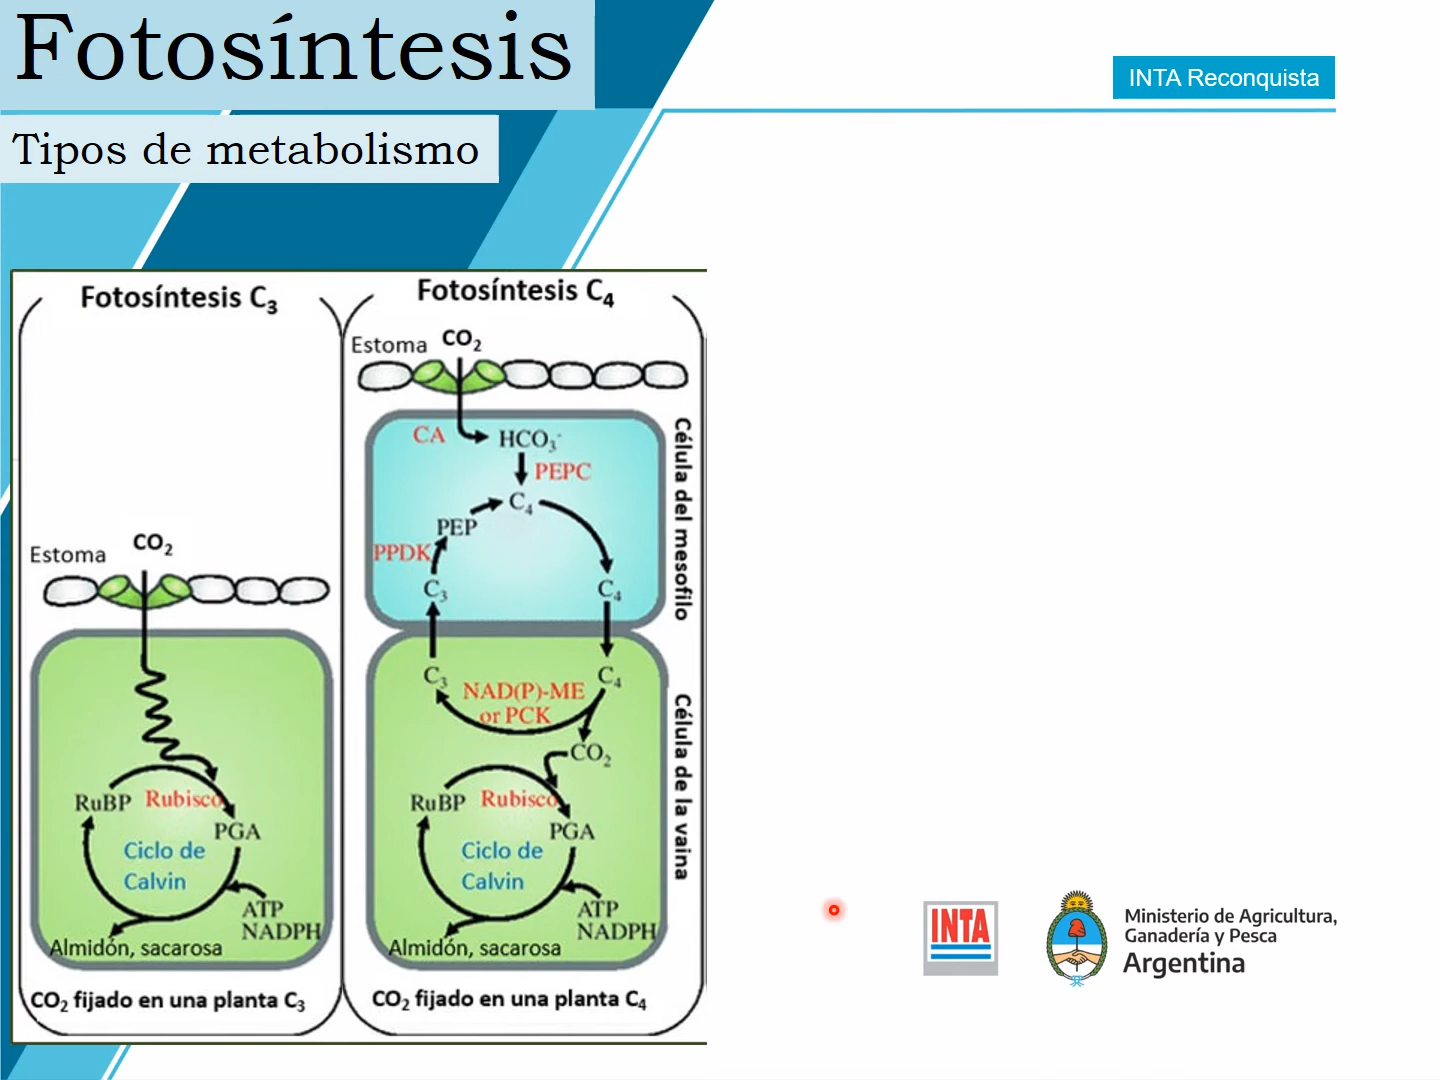 Fotosíntesis
INTA Reconquista
Tipos de metabolismo
Fotosíntesis C₃
Estoma
CO₂
RuBP
Rubisco
PGA
Ciclo de
Calvin
ATP
NADPH
Almidón, sacarosa
CO₂ fijado en una planta C₃
Fotosíntesis C₄
Estoma
CO₂
CA
HCO₃⁻
PEPC
C₄
PEP
PPDK
C₃
C₄
Célula del mesofilo
C₃
C₄
NAD(P)-ME
or PCK
CO₂
RuBP
Rubisco
PGA
Ciclo de
Calvin
ATP
NADPH
Almidón, sacarosa
Célula de la vaina
CO₂ fijado en una planta C₄
INTA
Ministerio de Agricultura,
Ganadería y Pesca
Argentina